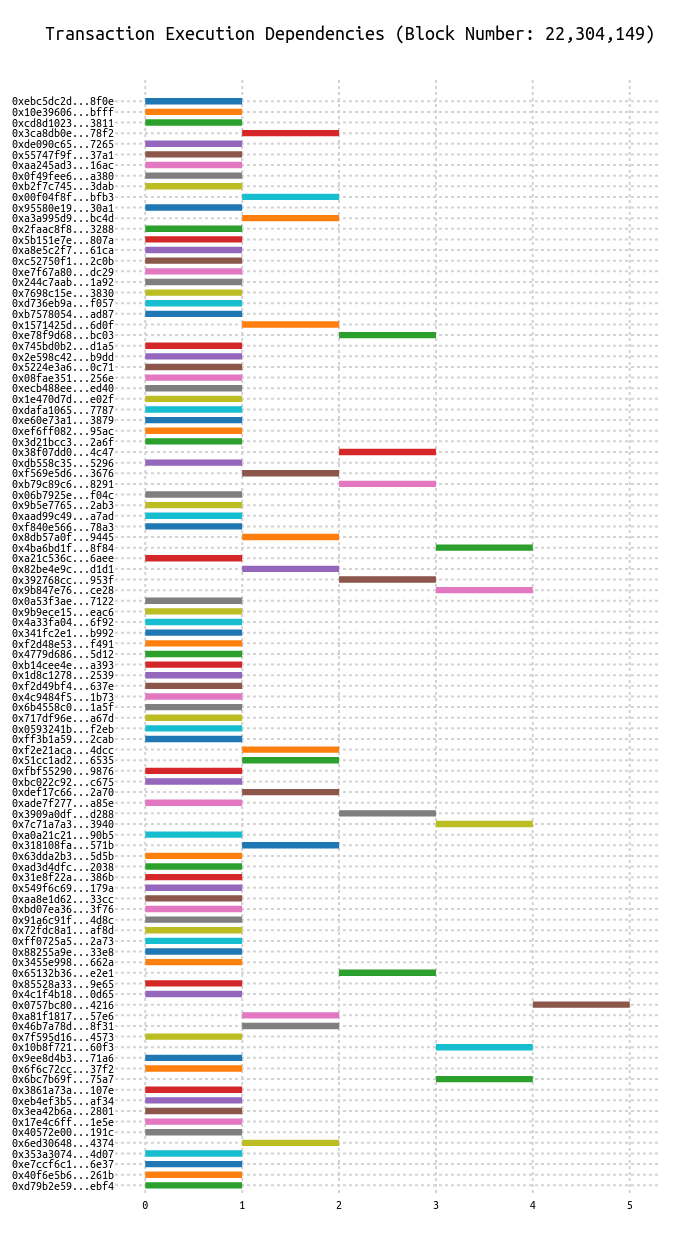 Transaction Execution Dependencies (Block Number: 22,304,149)
0xebc5dc2d...8f0e
0x10e39606...bfff
0xcd8d1023...3811
0x3ca8db0e...78f2
0xde090c65...7265
0x55747f9f...37a1
0xaa245ad3...16ac
0x0f49fee6...a380
0xb2f7c745...3dab
0x00f04f8f...bfb3
0x95580e19...30a1
0xa3a995d9...bc4d
0x2faac8f8...3288
0x5b151e7e...807a
0xa8e5c2f7...61ca
0xc52750f1...2c0b
0xe7f67a80...dc29
0x244c7aab...1a92
0x7698c15e...3830
0xd736eb9a...f057
0xb7578054...ad87
0x1571425d...6d0f
0xe78f9d68...bc03
0x745bd0b2...d1a5
0x2e598c42...b9dd
0x5224e3a6...0c71
0x08fae351...256e
0xecb488ee...ed40
0x1e470d7d...e02f
0xdafa1065...7787
0xe60e73a1...3879
0xef6ff082...95ac
0x3d21bcc3...2a6f
0x38f07dd0...4c47
0xdb558c35...5296
0xf569e5d6...3676
0xb79c89c6...8291
0x06b7925e...f04c
0x9b5e7765...2ab3
0xaad99c49...a7ad
0xf840e566...78a3
0x8db57a0f...9445
0x4ba6bd1f...8f84
0xa21c536c...6aee
0x82be4e9c...d1d1
0x392768cc...953f
0x9b847e76...ce28
0x0a53f3ae...7122
0x9b9ece15...eac6
0x4a33fa04...6f92
0x341fc2e1...b992
0xf2d48e53...f491
0x4779d686...5d12
0xb14cee4e...a393
0x1d8c1278...2539
0xf2d49bf4...637e
0x4c9484f5...1b73
0x6b4558c0...1a5f
0x717df96e...a67d
0x0593241b...f2eb
0xff3b1a59...2cab
0xf2e21aca...4dcc
0x51cc1ad2...6535
0xfbf55290...9876
0xbc022c92...c675
0xdef17c66...2a70
0xade7f277...a85e
0x3909a0df...d288
0x7c71a7a3...3940
0xa0a21c21...90b5
0x318108fa...571b
0x63dda2b3...5d5b
0xad3d4dfc...2038
0x31e8f22a...386b
0x549f6c69...179a
0xaa8e1d62...33cc
0xbd07ea36...3f76
0x91a6c91f...4d8c
0x72fdc8a1...af8d
0xff0725a5...2a73
0x88255a9e...33e8
0x3455e998...662a
0x65132b36...e2e1
0x85528a33...9e65
0x4c1f4b18...0d65
0x0757bc80...4216
0xa81f1817...57e6
0x46b7a78d...8f31
0x7f595d16...4573
0x10b8f721...60f3
0x9ee8d4b3...71a6
0x6f6c72cc...37f2
0x6bc7b69f...75a7
0x3861a73a...107e
0xeb4ef3b5...af34
0x3ea42b6a...2801
0x17e4c6ff...1e5e
0x40572e00...191c
0x6ed30648...4374
0x353a3074...4d07
0xe7ccf6c1...6e37
0x40f6e5b6...261b
0xd79b2e59...ebf4
0 1 2 3 4 5